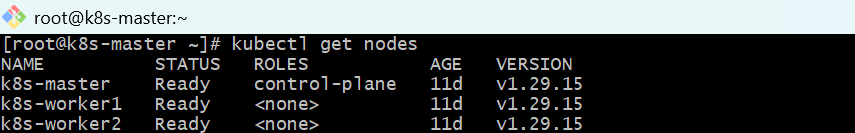 root@k8s-master:~
[root@k8s-master ~]# kubectl get nodes
NAME          STATUS   ROLES           AGE   VERSION
k8s-master    Ready    control-plane   11d   v1.29.15
k8s-worker1   Ready    <none>          11d   v1.29.15
k8s-worker2   Ready    <none>          11d   v1.29.15